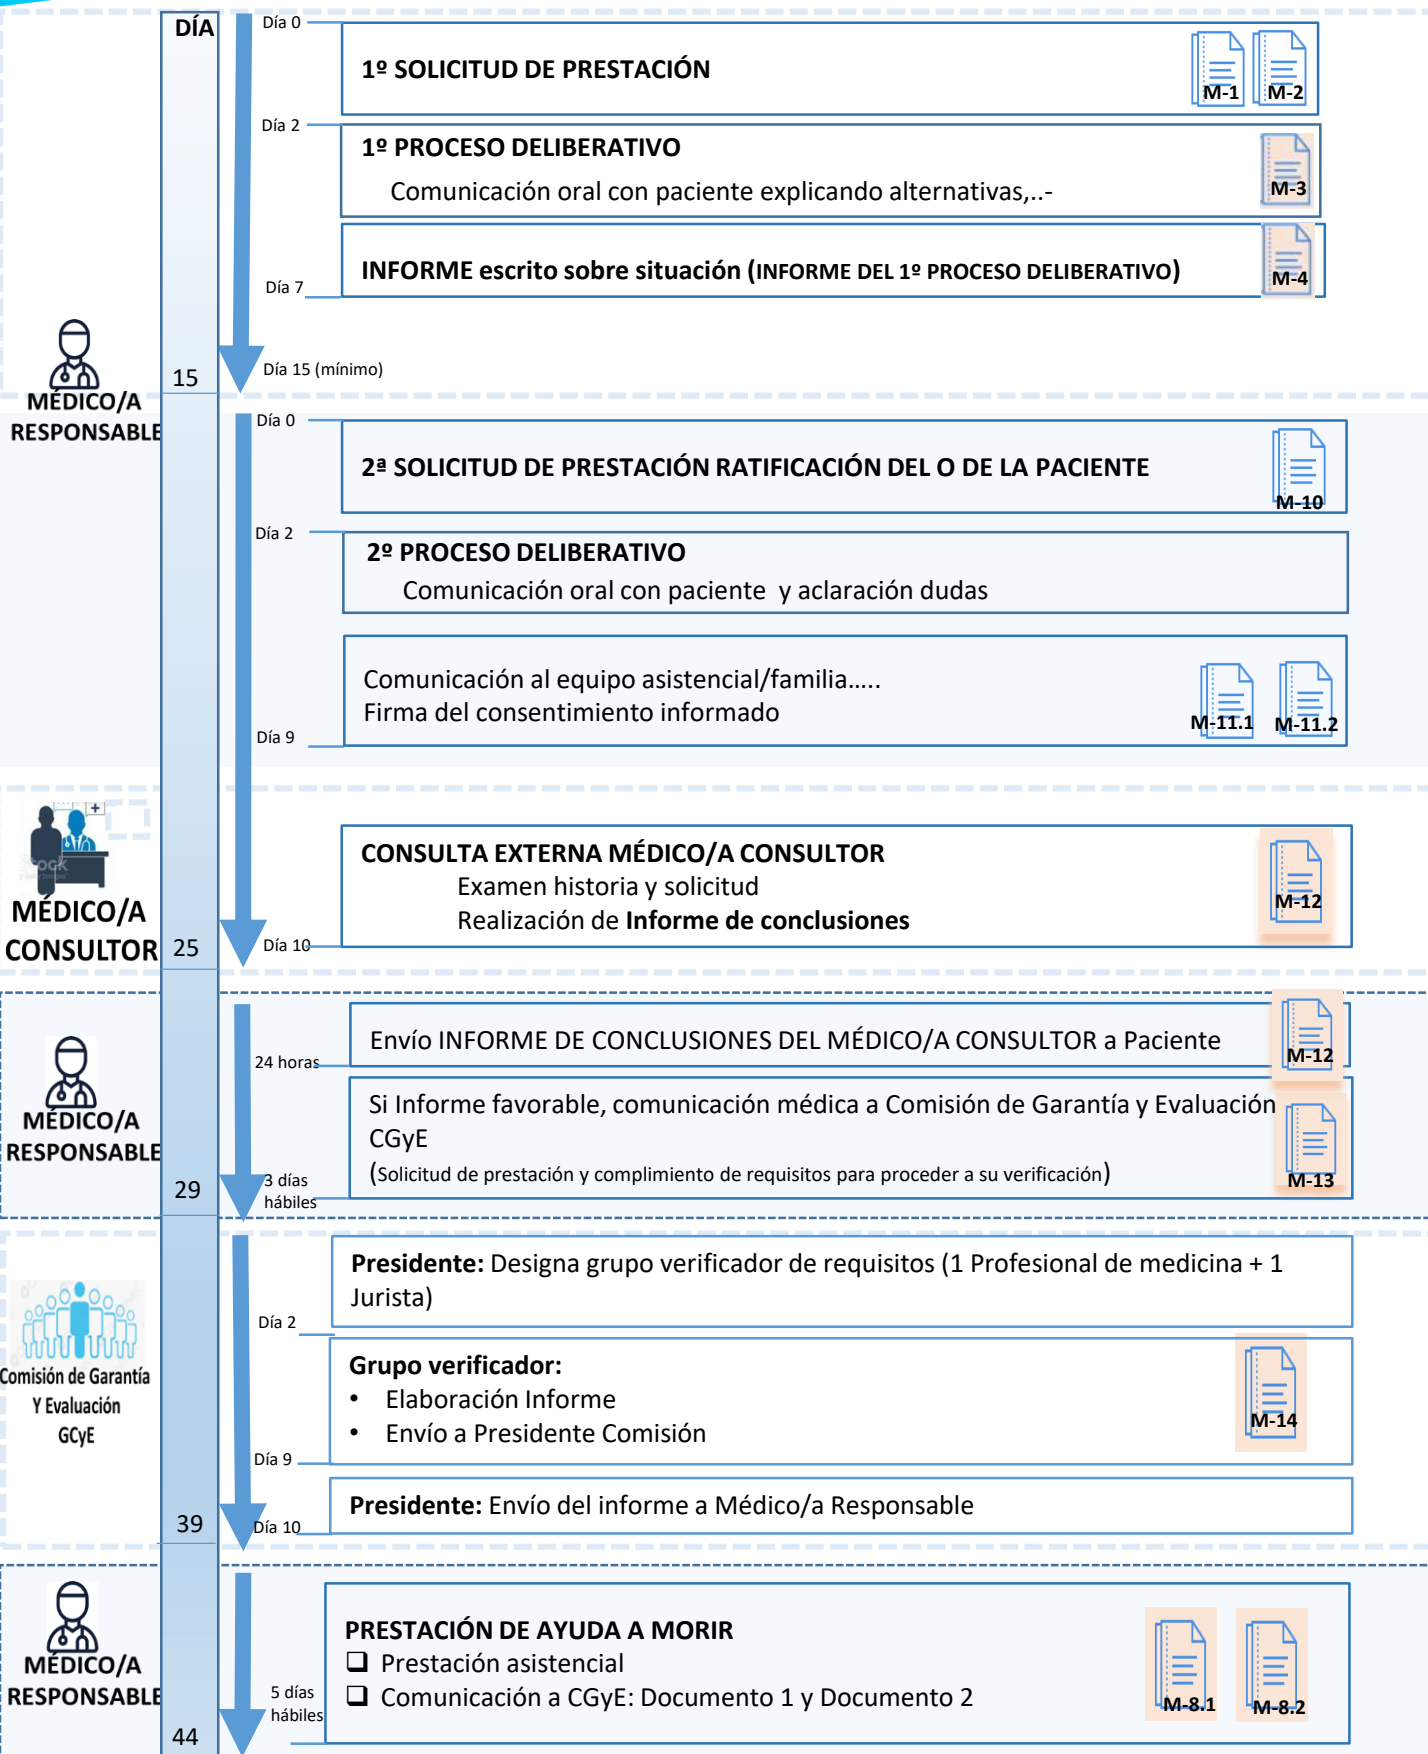 DÍA
Día 0
1º SOLICITUD DE PRESTACIÓN
M-1
M-2
Día 2
1º PROCESO DELIBERATIVO
Comunicación oral con paciente explicando alternativas,..-
M-3
INFORME escrito sobre situación (INFORME DEL 1º PROCESO DELIBERATIVO)
M-4
Día 7
MÉDICO/A
RESPONSABLE
15
Día 15 (mínimo)
Día 0
2ª SOLICITUD DE PRESTACIÓN RATIFICACIÓN DEL O DE LA PACIENTE
M-10
Día 2
2º PROCESO DELIBERATIVO
Comunicación oral con paciente y aclaración dudas
Comunicación al equipo asistencial/familia…..
Firma del consentimiento informado
M-11.1
M-11.2
Día 9
MÉDICO/A
CONSULTOR
25
CONSULTA EXTERNA MÉDICO/A CONSULTOR
Examen historia y solicitud
Realización de Informe de conclusiones
M-12
Día 10
MÉDICO/A
RESPONSABLE
29
Envío INFORME DE CONCLUSIONES DEL MÉDICO/A CONSULTOR a Paciente
M-12
24 horas
Si Informe favorable, comunicación médica a Comisión de Garantía y Evaluación
CGyE
(Solicitud de prestación y complimiento de requisitos para proceder a su verificación)
M-13
3 días
hábiles
Comisión de Garantía
Y Evaluación
GCyE
39
Presidente: Designa grupo verificador de requisitos (1 Profesional de medicina + 1
Jurista)
Día 2
Grupo verificador:
• Elaboración Informe
• Envío a Presidente Comisión
M-14
Día 9
Presidente: Envío del informe a Médico/a Responsable
Día 10
MÉDICO/A
RESPONSABLE
44
PRESTACIÓN DE AYUDA A MORIR
❑ Prestación asistencial
❑ Comunicación a CGyE: Documento 1 y Documento 2
M-8.1
M-8.2
5 días
hábiles